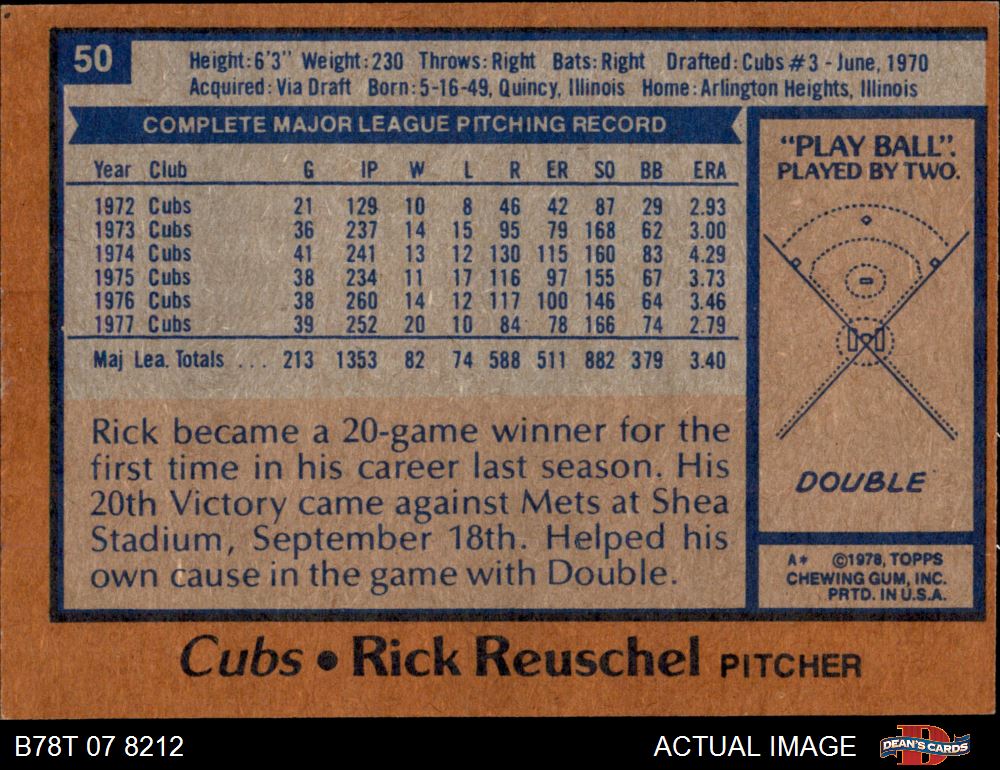 50
Height:6'3" Weight:230 Throws:Right Bats:Right Drafted:Cubs #3 - June, 1970
Acquired:Via Draft Born:5-16-49, Quincy, Illinois Home:Arlington Heights, Illinois
COMPLETE MAJOR LEAGUE PITCHING RECORD
Year Club G IP W L R ER SO BB ERA
1972 Cubs 21 129 10 8 46 42 87 29 2.93
1973 Cubs 36 237 14 15 95 79 168 62 3.00
1974 Cubs 41 241 13 12 130 115 160 83 4.29
1975 Cubs 38 234 11 17 116 97 155 67 3.73
1976 Cubs 38 260 14 12 117 100 146 64 3.46
1977 Cubs 39 252 20 10 84 78 166 74 2.79
Maj Lea. Totals ... 213 1353 82 74 588 511 882 379 3.40
Rick became a 20-game winner for the
first time in his career last season. His
20th Victory came against Mets at Shea
Stadium, September 18th. Helped his
own cause in the game with Double.
"PLAY BALL".
PLAYED BY TWO.
DOUBLE
A* ©1978, TOPPS
CHEWING GUM, INC.
PRTD. IN U.S.A.
Cubs • Rick Reuschel PITCHER
B78T 07 8212
ACTUAL IMAGE
D
DEAN'S CARDS